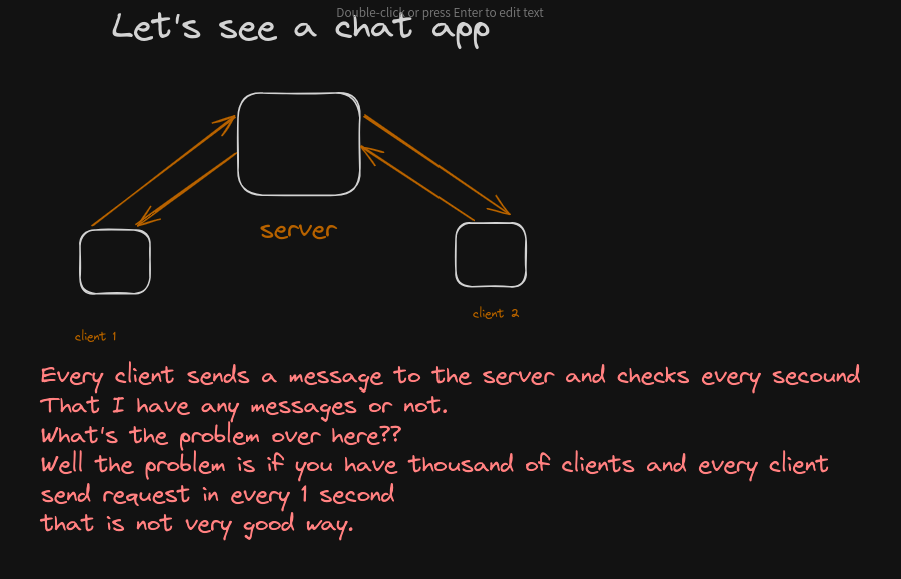 Double-click or press Enter to edit text
Let's see a chat app
server
client 2
client 1
Every client sends a message to the server and checks every secound
That I have any messages or not.
What's the problem over here??
Well the problem is if you have thousand of clients and every client
send request in every 1 second
that is not very good way.